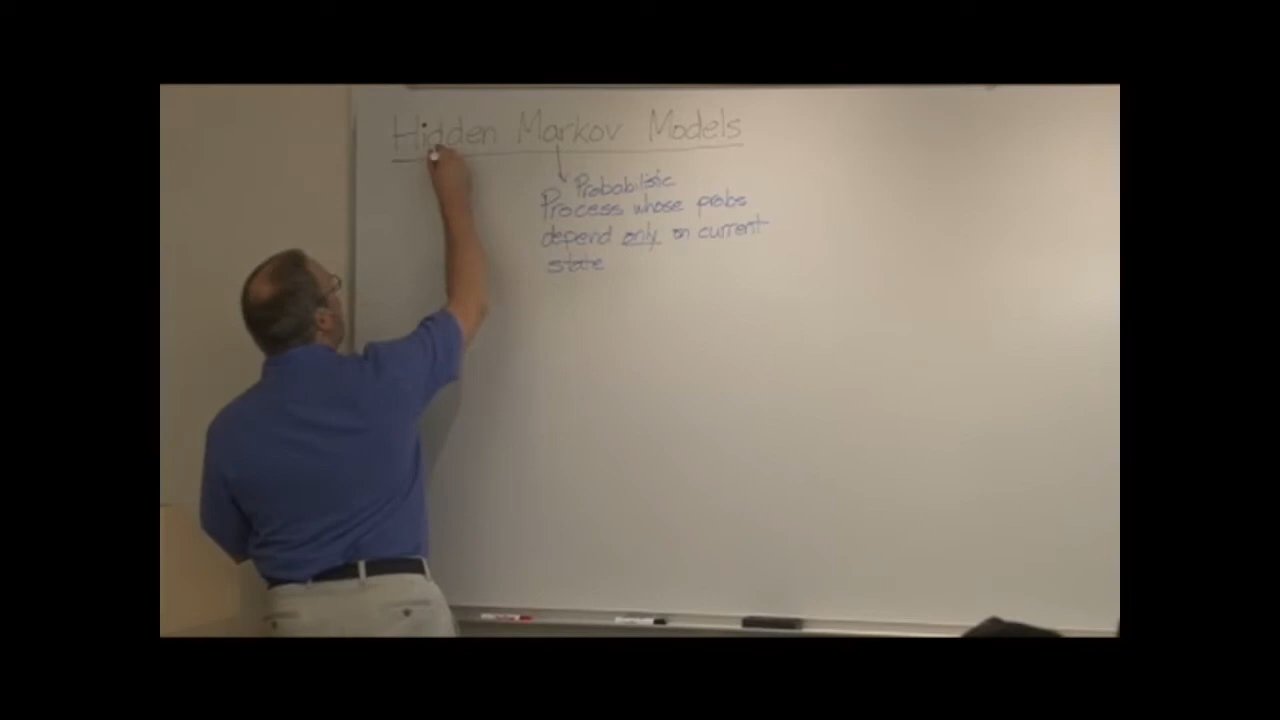 Hidden Markov Models
Probabilistic
Process whose probs
depend only on current
state